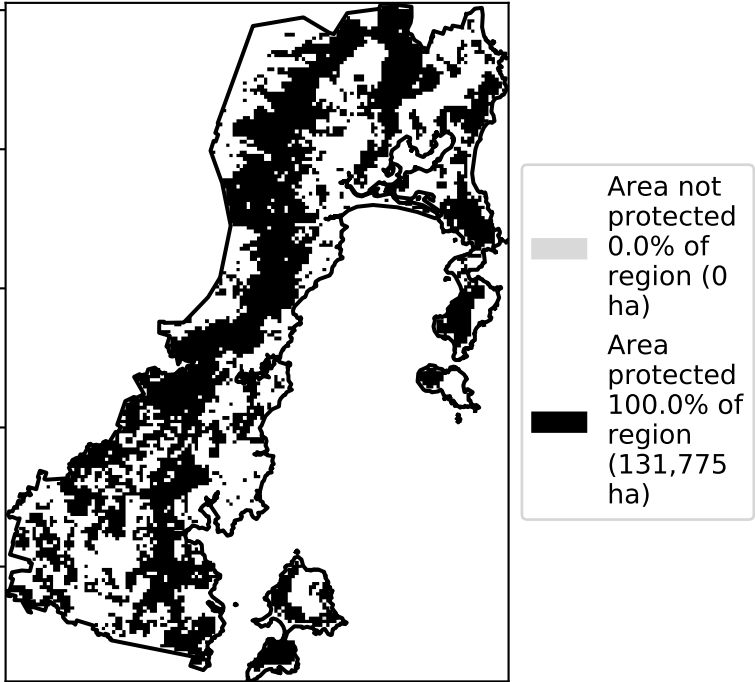 Area not
protected
0.0% of
region (0
ha)
Area
protected
100.0% of
region
(131,775
ha)